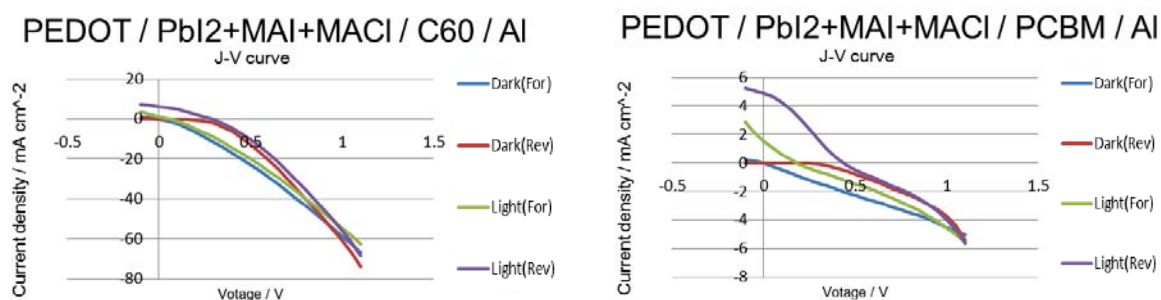 PEDOT / PbI2+MAI+MACl / C60 / Al
J-V curve
Current density / mA cm^-2
20
0
-20
-40
-60
-80
-0.5
0
0.5
1
1.5
Votage / V
Dark(For)
Dark(Rev)
Light(For)
Light(Rev)
PEDOT / PbI2+MAI+MACl / PCBM / Al
J-V curve
Current density / mA cm^-2
6
4
2
0
-2
-4
-6
-8
-0.5
0
0.5
1
1.5
Votage / V
Dark(For)
Dark(Rev)
Light(For)
Light(Rev)